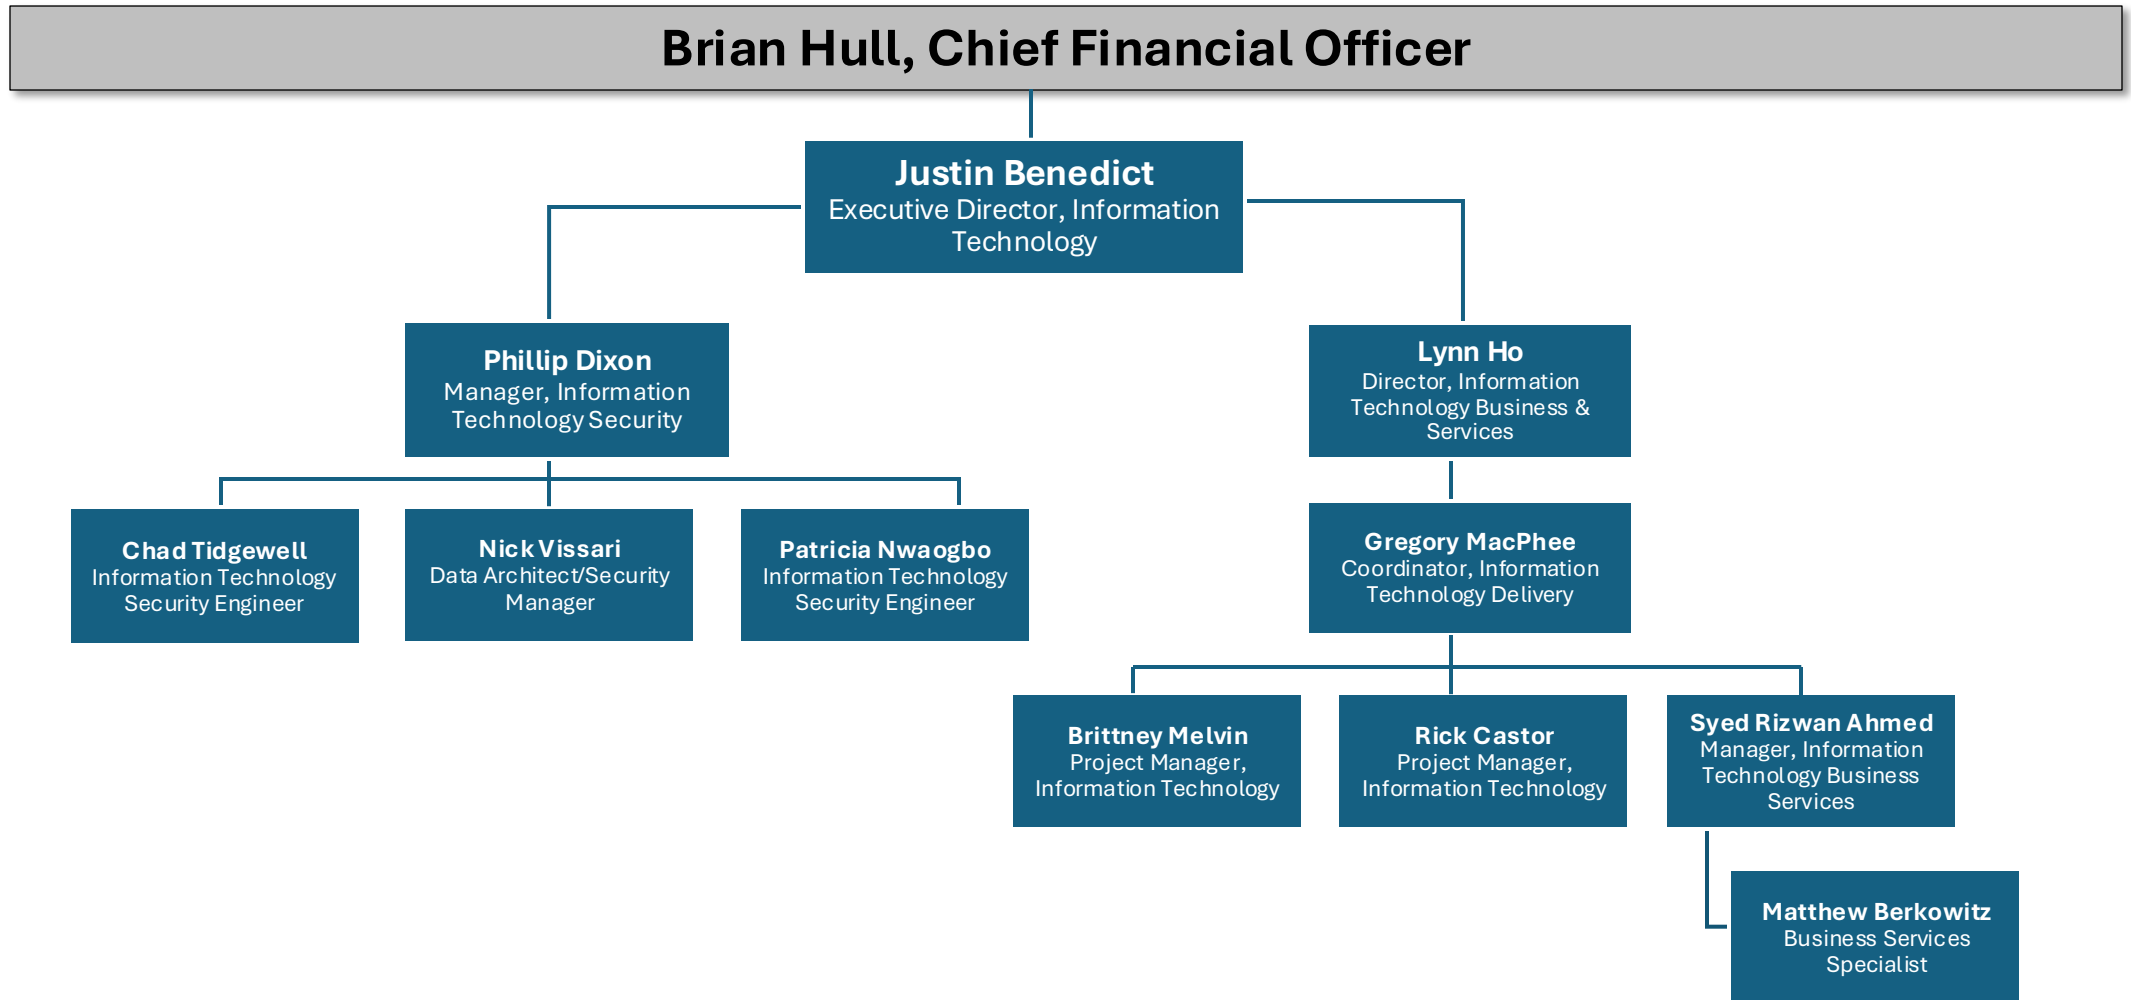 Brian Hull, Chief Financial Officer
Justin Benedict
Executive Director, Information
Technology
Phillip Dixon
Manager, Information
Technology Security
Lynn Ho
Director, Information
Technology Business &
Services
Chad Tidgewell
Information Technology
Security Engineer
Nick Vissari
Data Architect/Security
Manager
Patricia Nwaogbo
Information Technology
Security Engineer
Gregory MacPhee
Coordinator, Information
Technology Delivery
Brittney Melvin
Project Manager,
Information Technology
Rick Castor
Project Manager,
Information Technology
Syed Rizwan Ahmed
Manager, Information
Technology Business
Services
Matthew Berkowitz
Business Services
Specialist